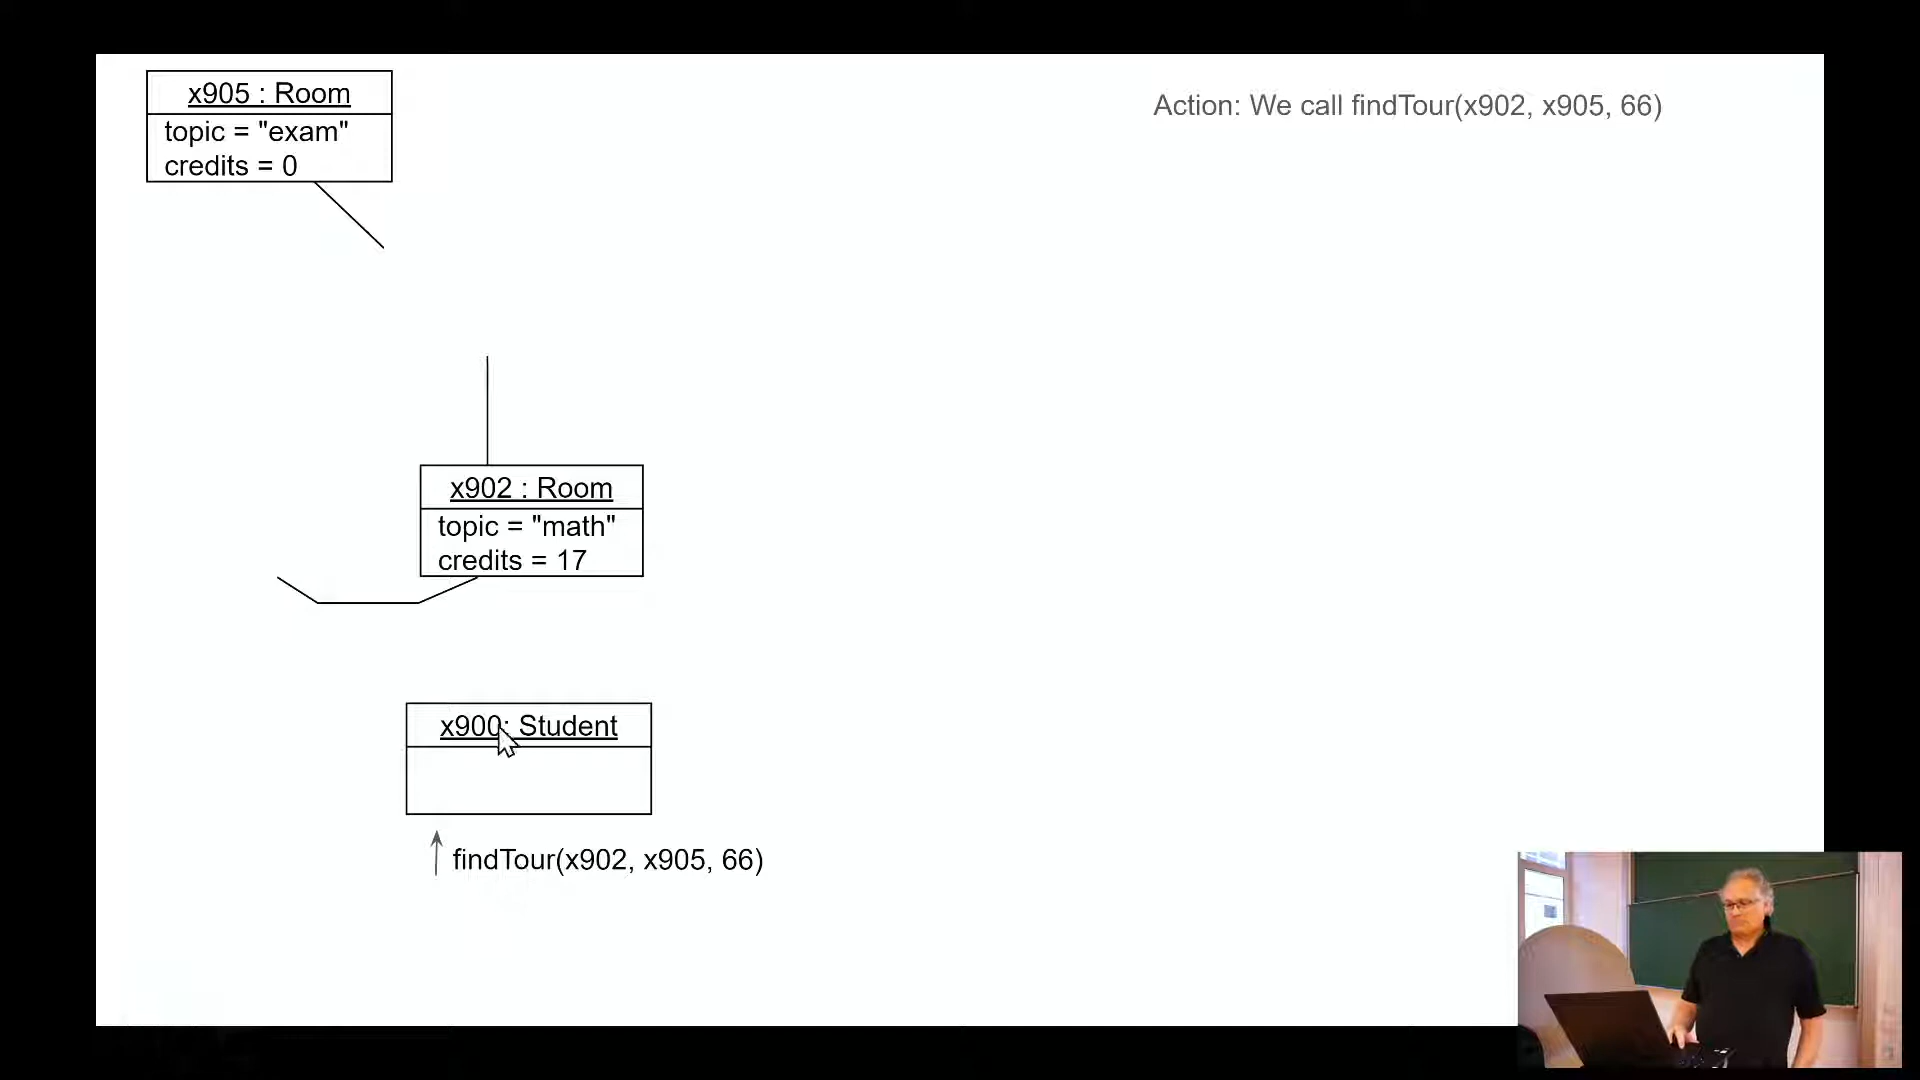 x905 : Room
topic = "exam"
credits = 0
Action: We call findTour(x902, x905, 66)
x902 : Room
topic = "math"
credits = 17
x900: Student
findTour(x902, x905, 66)